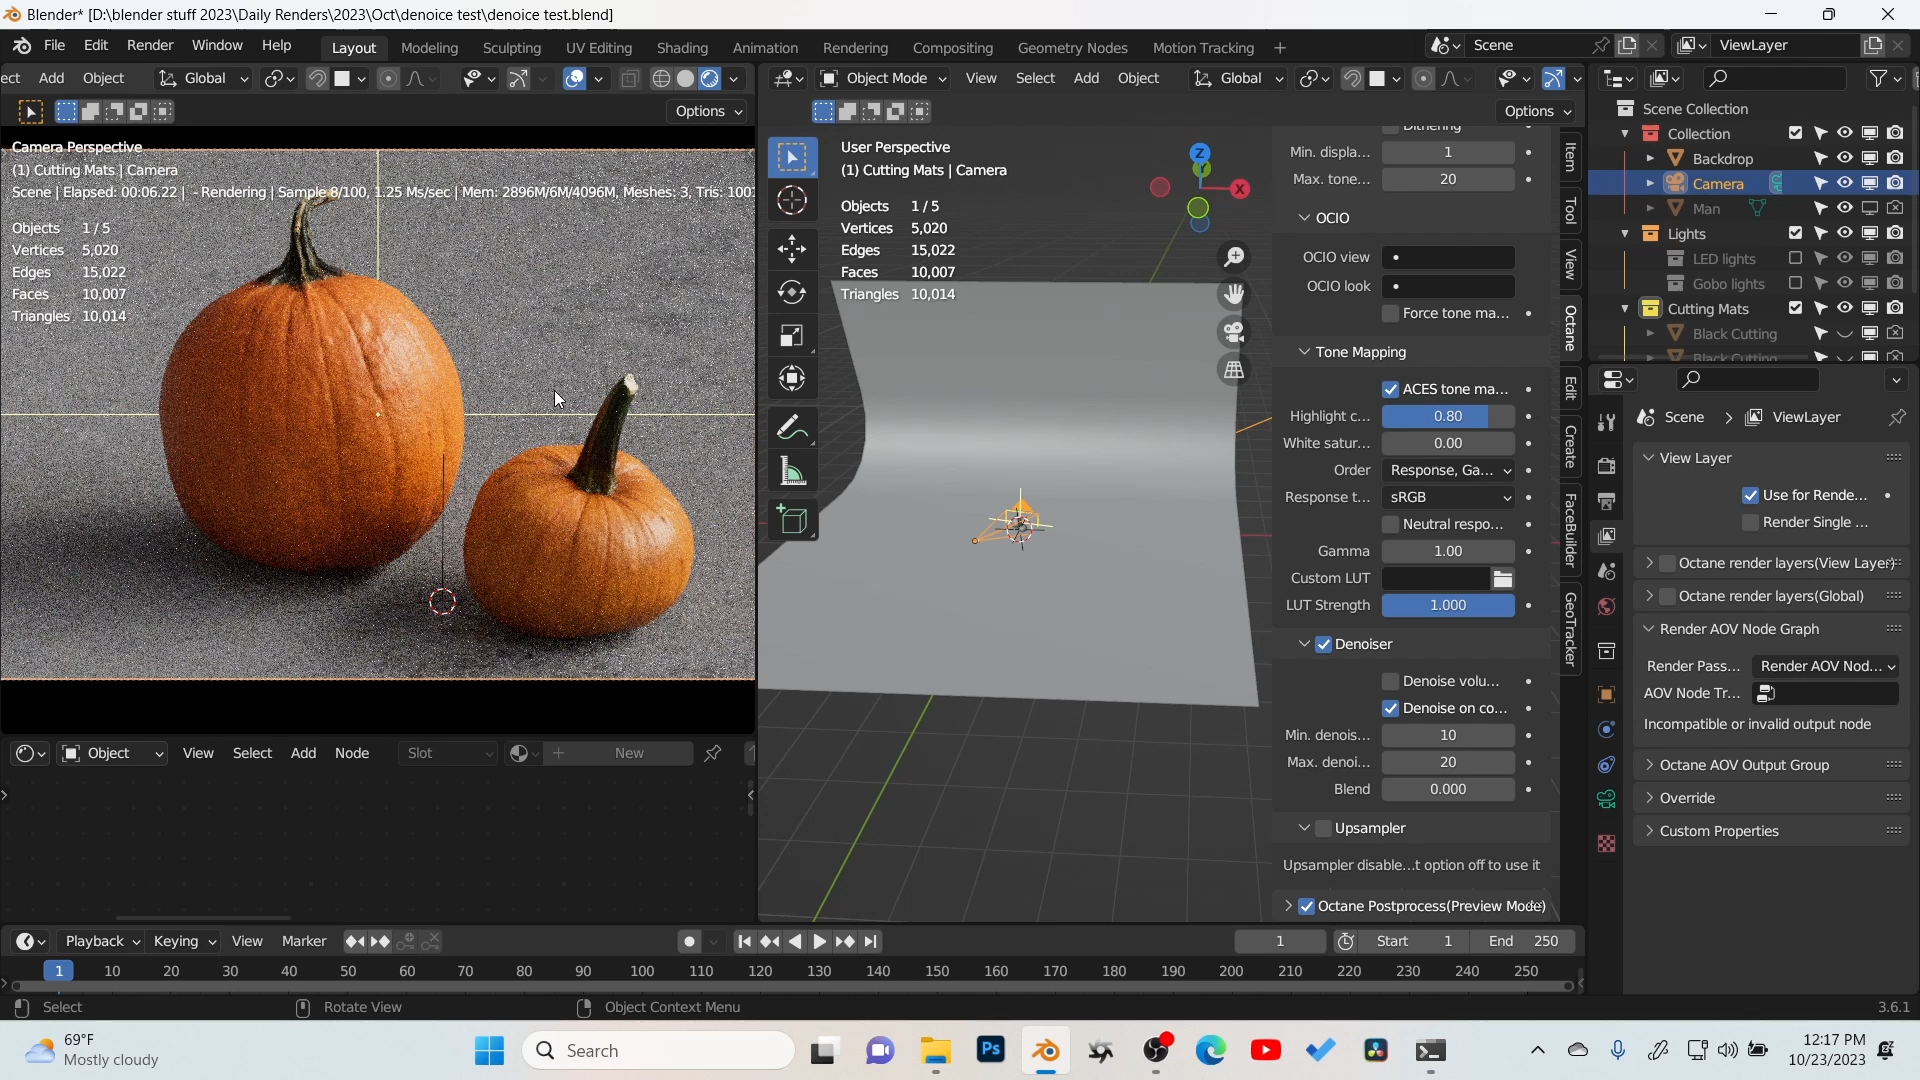 Blender* [D:\blender stuff 2023\Daily Renders\2023\Oct\denoice test\denoice test.blend]
File Edit Render Window Help Layout Modeling Sculpting UV Editing Shading Animation Rendering Compositing Geometry Nodes Motion Tracking + Scene ViewLayer
ect Add Object Global Object Mode View Select Add Object Global
Options Options
Camera Perspective
(1) Cutting Mats | Camera
Scene | Elapsed: 00:06.22 | - Rendering | Sample 8/100, 1.25 Ms/sec | Mem: 2896M/6M/4096M, Meshes: 3, Tris: 100
Objects 1/5
Vertices 5,020
Edges 15,022
Faces 10,007
Triangles 10,014
User Perspective
(1) Cutting Mats | Camera
Objects 1/5
Vertices 5,020
Edges 15,022
Faces 10,007
Triangles 10,014
Z
X
Dithering
Min. displa... 1
Max. tone... 20
OCIO
OCIO view
OCIO look
Force tone ma...
Tone Mapping
ACES tone ma...
Highlight c... 0.80
White satur... 0.00
Order Response, Ga...
Response t... sRGB
Neutral respo...
Gamma 1.00
Custom LUT
LUT Strength 1.000
Denoiser
Denoise volu...
Denoise on co...
Min. denois... 10
Max. denoi... 20
Blend 0.000
Upsampler
Upsampler disable...t option off to use it
Octane Postprocess(Preview Mode)
Item
Tool
View
Octane
Edit
Create
FaceBuilder
GeoTracker
Scene Collection
Collection
Backdrop
Camera
Man
Lights
LED lights
Gobo lights
Cutting Mats
Black Cutting
Black Cutting
Scene ViewLayer
View Layer
Use for Rende...
Render Single ...
Octane render layers(View Layer)
Octane render layers(Global)
Render AOV Node Graph
Render Pass... Render AOV Nod...
AOV Node Tr...
Incompatible or invalid output node
Octane AOV Output Group
Override
Custom Properties
Object View Select Add Node Slot New
Playback Keying View Marker 1 Start 1 End 250
1 10 20 30 40 50 60 70 80 90 100 110 120 130 140 150 160 170 180 190 200 210 220 230 240 250
Select Rotate View Object Context Menu 3.6.1
69°F
Mostly cloudy
Search
Ps
12:17 PM
10/23/2023